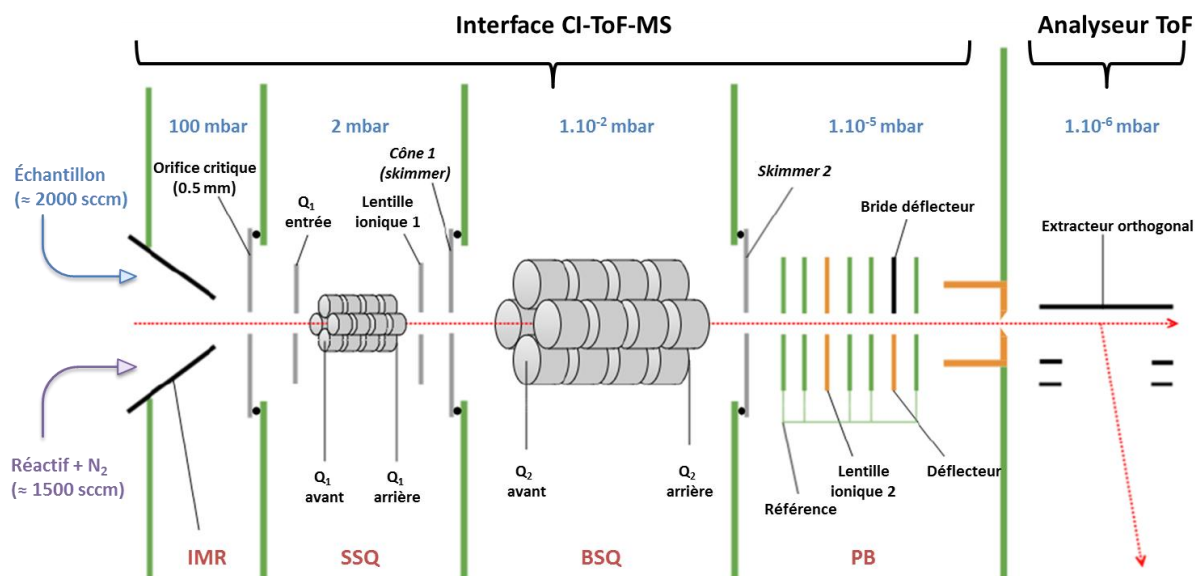 Interface CI-ToF-MS
Analyseur ToF
100 mbar
2 mbar
1.10⁻² mbar
1.10⁻⁵ mbar
1.10⁻⁶ mbar
Échantillon
(≈ 2000 sccm)
Orifice critique
(0.5 mm)
Q₁
entrée
Lentille
ionique 1
Cône 1
(skimmer)
Skimmer 2
Bride déflecteur
Extracteur orthogonal
Réactif + N₂
(≈ 1500 sccm)
Q₁
avant
Q₁
arrière
Q₂
avant
Q₂
arrière
Référence
Lentille
ionique 2
Déflecteur
IMR
SSQ
BSQ
PB